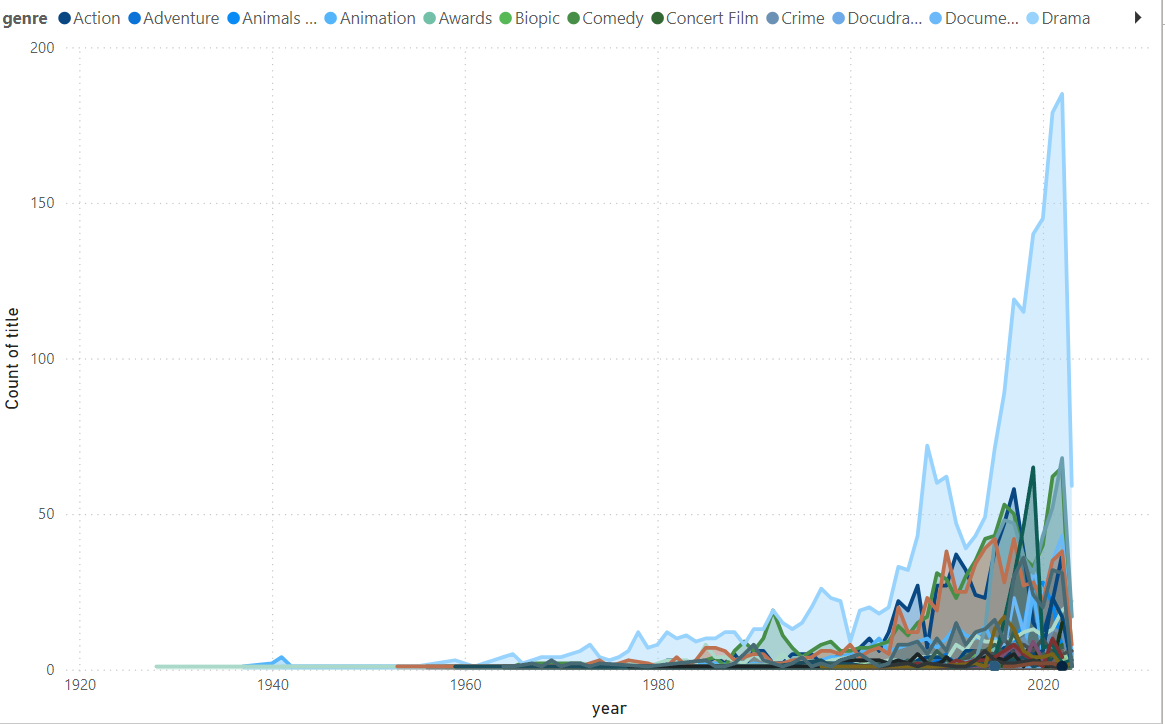 genre Action Adventure Animals ... Animation Awards Biopic Comedy Concert Film Crime Docudra... Docume... Drama
200
150
100
50
0
Count of title
1920 1940 1960 1980 2000 2020
year